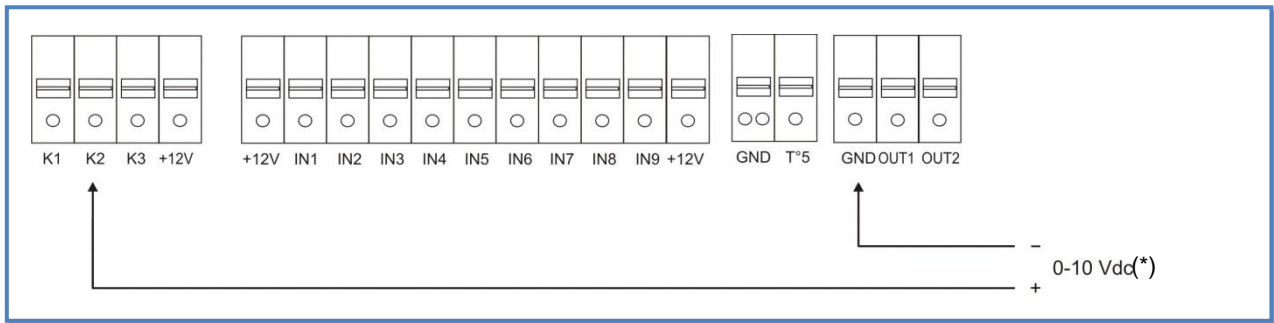 K1 K2 K3 +12V +12V IN1 IN2 IN3 IN4 IN5 IN6 IN7 IN8 IN9 +12V GND T°5 GND OUT1 OUT2
−
0-10 Vdc(*)
+